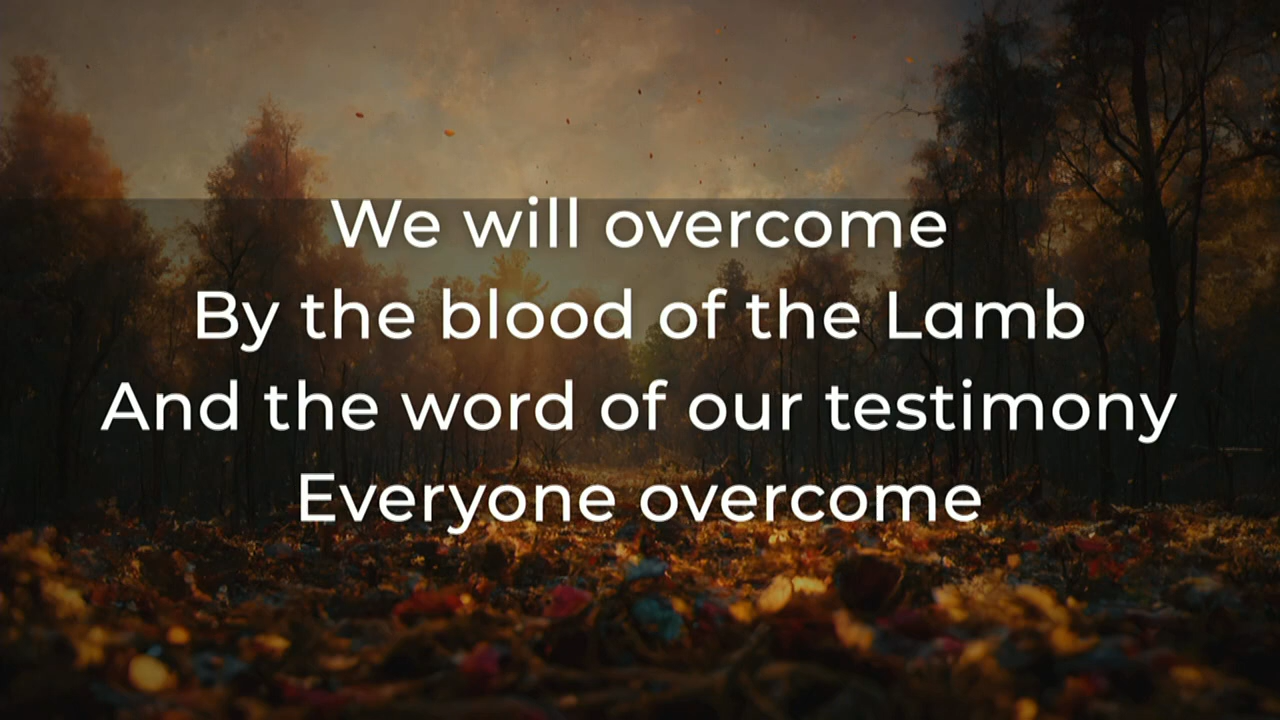 We will overcome
By the blood of the Lamb
And the word of our testimony
Everyone overcome